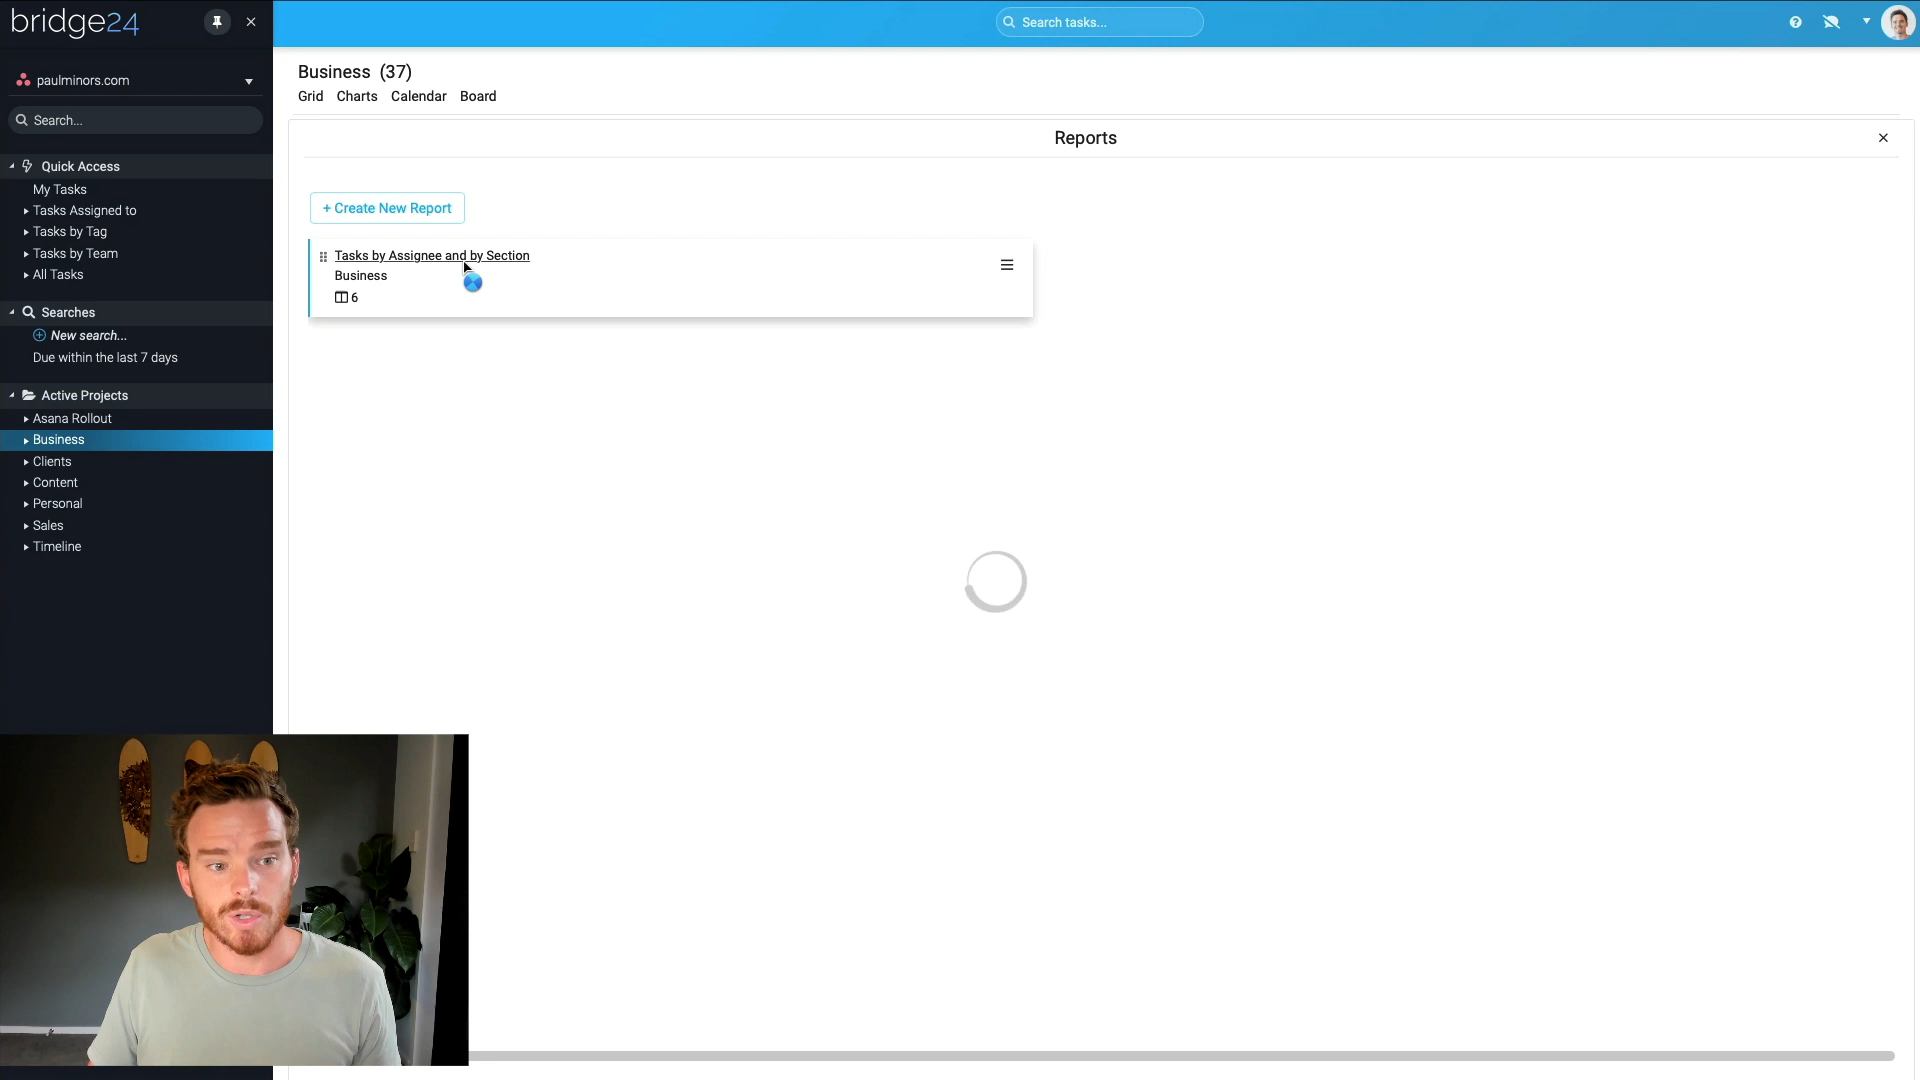 bridge24
Search tasks...
paulminors.com
Search...
Quick Access
My Tasks
Tasks Assigned to
Tasks by Tag
Tasks by Team
All Tasks
Searches
New search...
Due within the last 7 days
Active Projects
Asana Rollout
Business
Clients
Content
Personal
Sales
Timeline
Business (37)
Grid Charts Calendar Board
Reports
+ Create New Report
Tasks by Assignee and by Section
Business
6